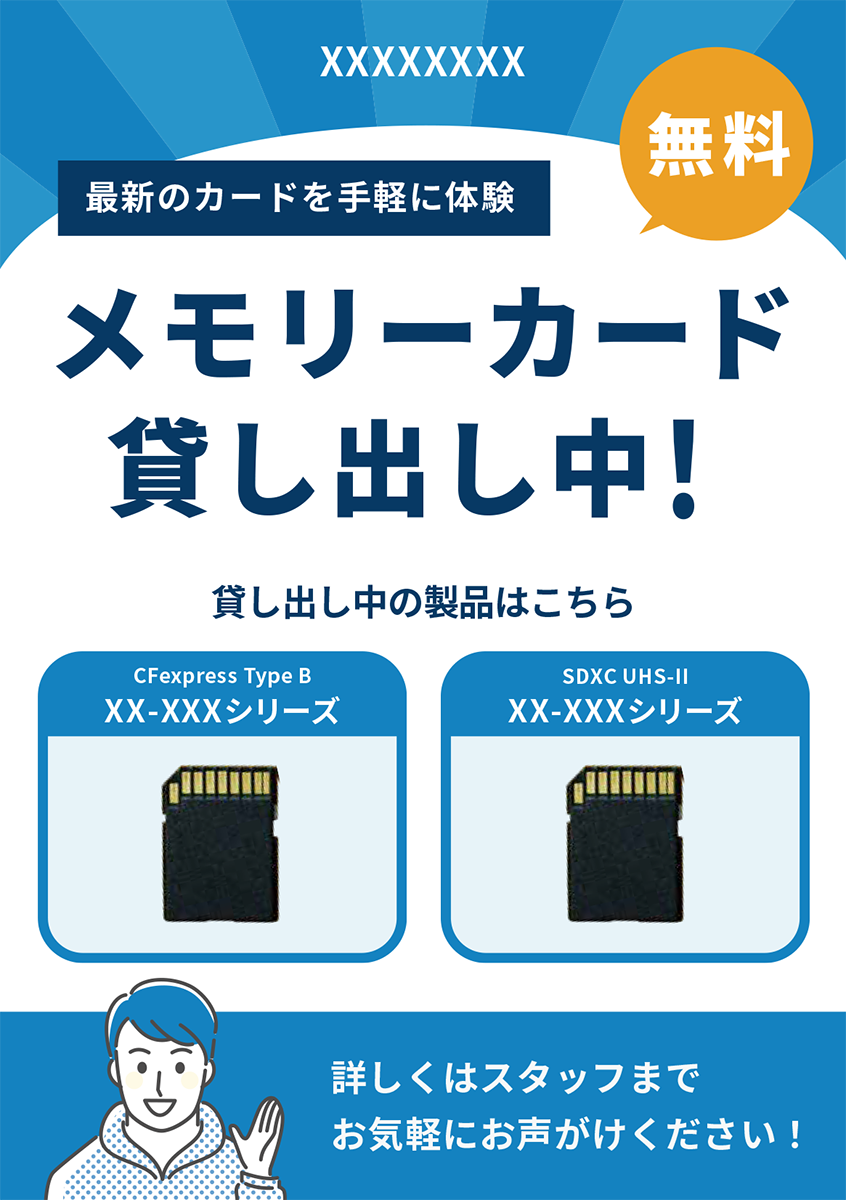 XXXXXXXX
無料
最新のカードを手軽に体験
メモリーカード
貸し出し中!
貸し出し中の製品はこちら
CFexpress Type B
XX-XXXシリーズ
SDXC UHS-II
XX-XXXシリーズ
詳しくはスタッフまで
お気軽にお声がけください！